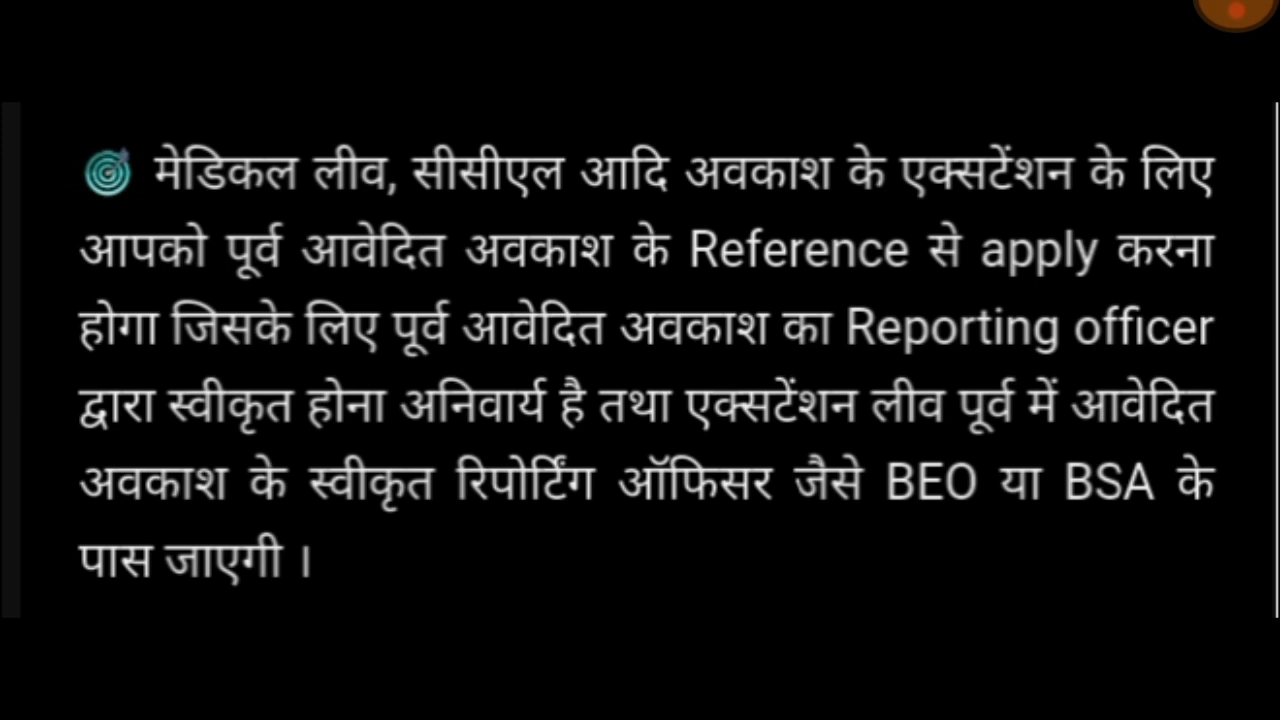 🎯 मेडिकल लीव, सीसीएल आदि अवकाश के एक्सटेंशन के लिए
आपको पूर्व आवेदित अवकाश के Reference से apply करना
होगा जिसके लिए पूर्व आवेदित अवकाश का Reporting officer
द्वारा स्वीकृत होना अनिवार्य है तथा एक्सटेंशन लीव पूर्व में आवेदित
अवकाश के स्वीकृत रिपोर्टिंग ऑफिसर जैसे BEO या BSA के
पास जाएगी ।